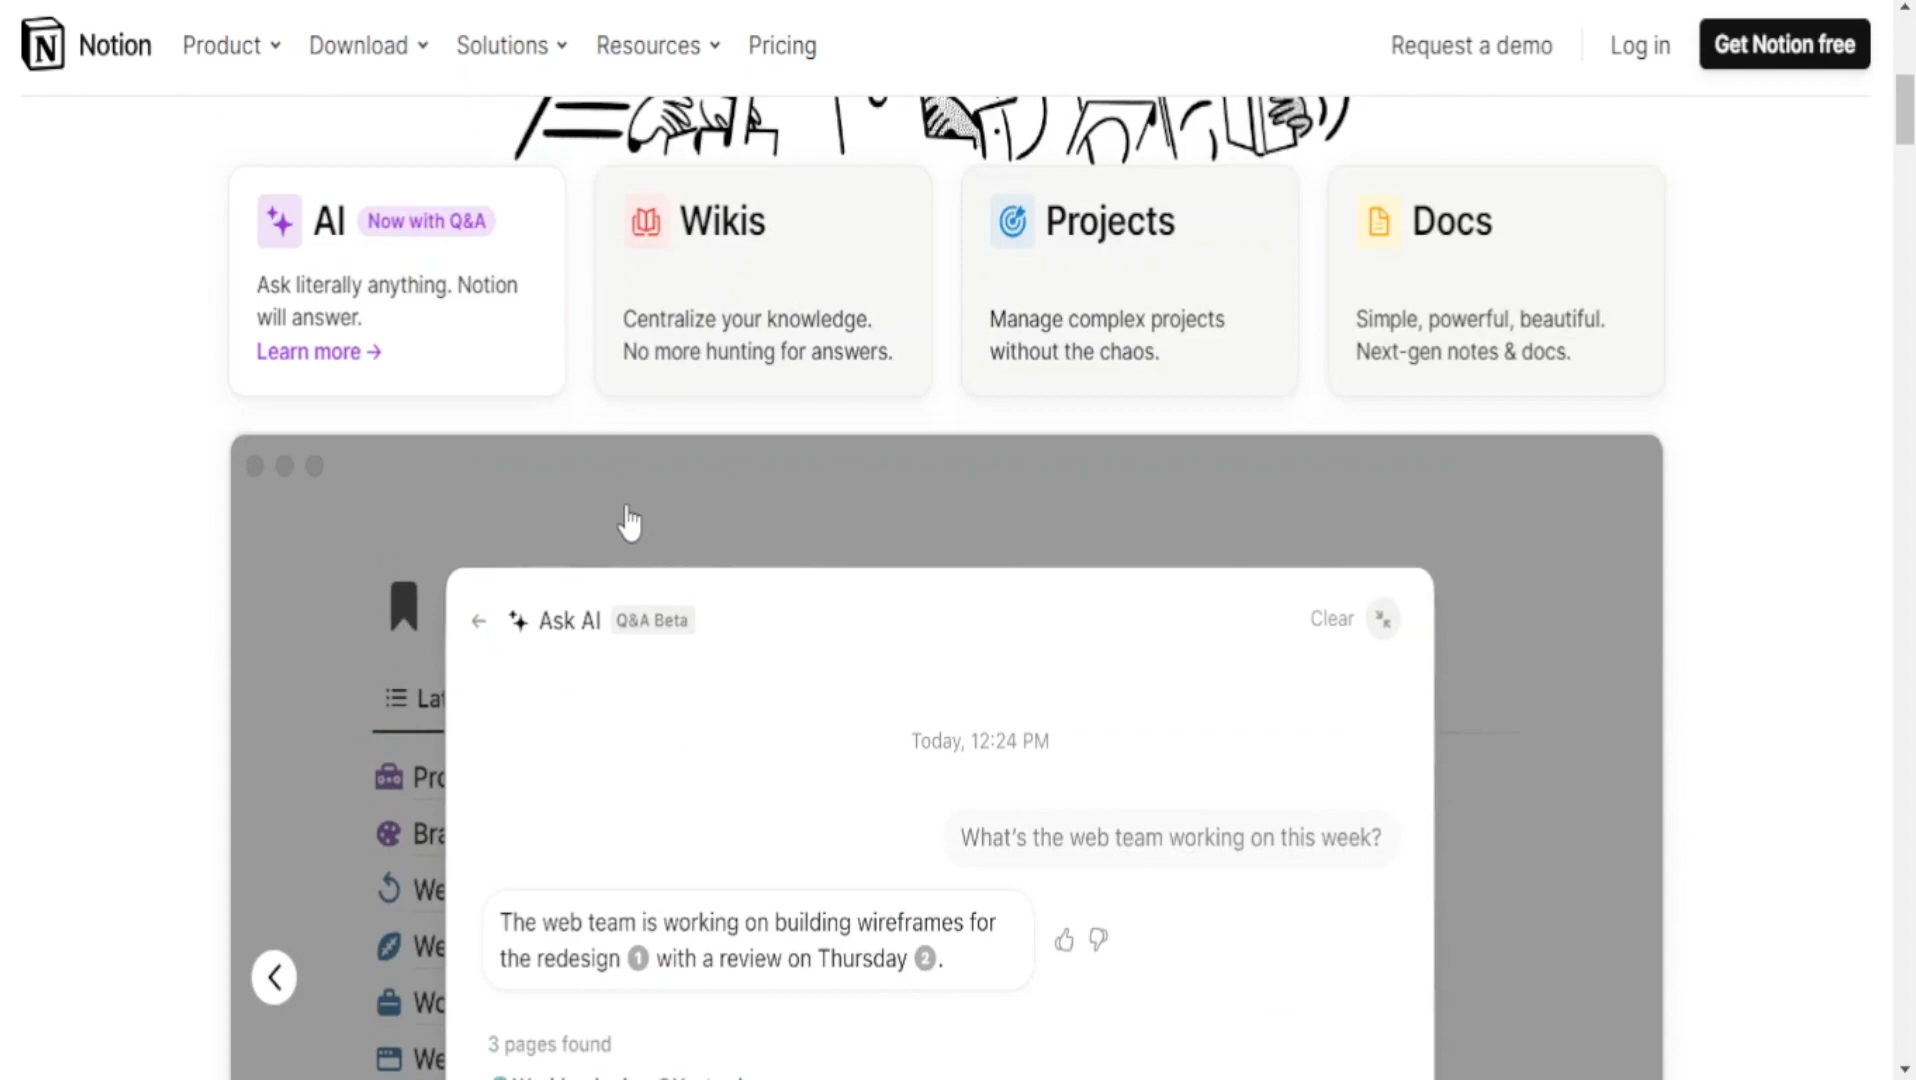 Notion
Product
Download
Solutions
Resources
Pricing
Request a demo
Log in
Get Notion free
AI
Now with Q&A
Ask literally anything. Notion
will answer.
Learn more →
Wikis
Centralize your knowledge.
No more hunting for answers.
Projects
Manage complex projects
without the chaos.
Docs
Simple, powerful, beautiful.
Next-gen notes & docs.
Ask AI
Q&A Beta
Clear
Today, 12:24 PM
What's the web team working on this week?
The web team is working on building wireframes for
the redesign 1 with a review on Thursday 2.
3 pages found